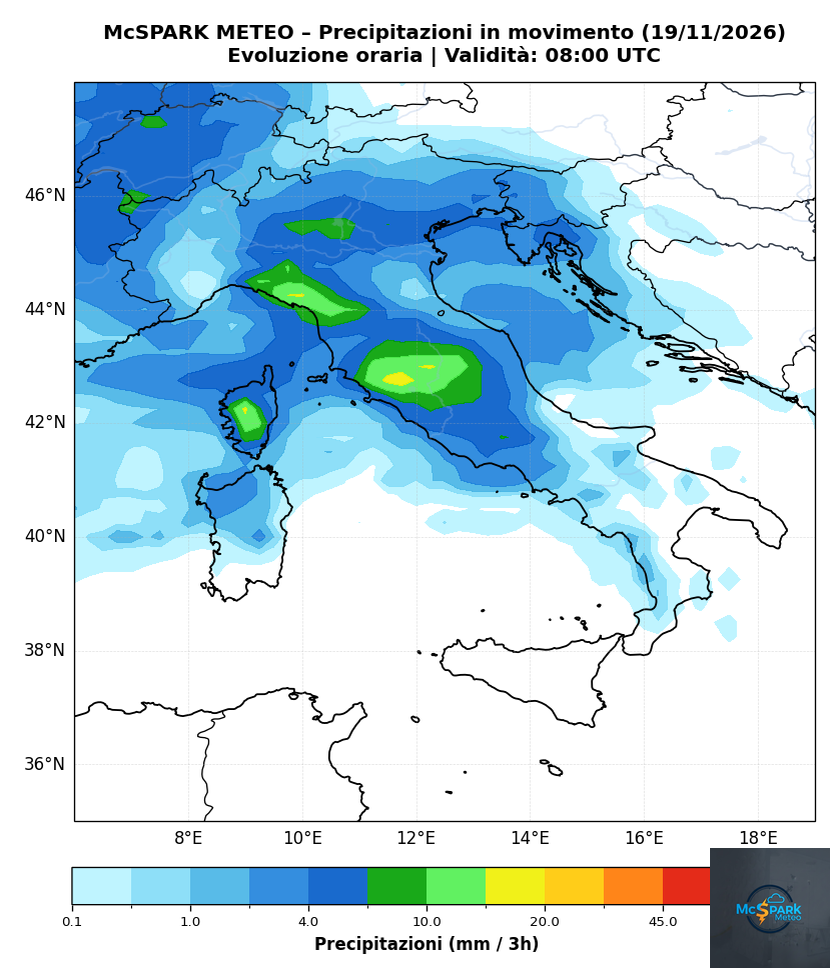 McSPARK METEO – Precipitazioni in movimento (19/11/2026)
Evoluzione oraria | Validità: 08:00 UTC
46°N
44°N
42°N
40°N
38°N
36°N
8°E 10°E 12°E 14°E 16°E 18°E
0.1 1.0 4.0 10.0 20.0 45.0
Precipitazioni (mm / 3h)
McSPARK
Meteo